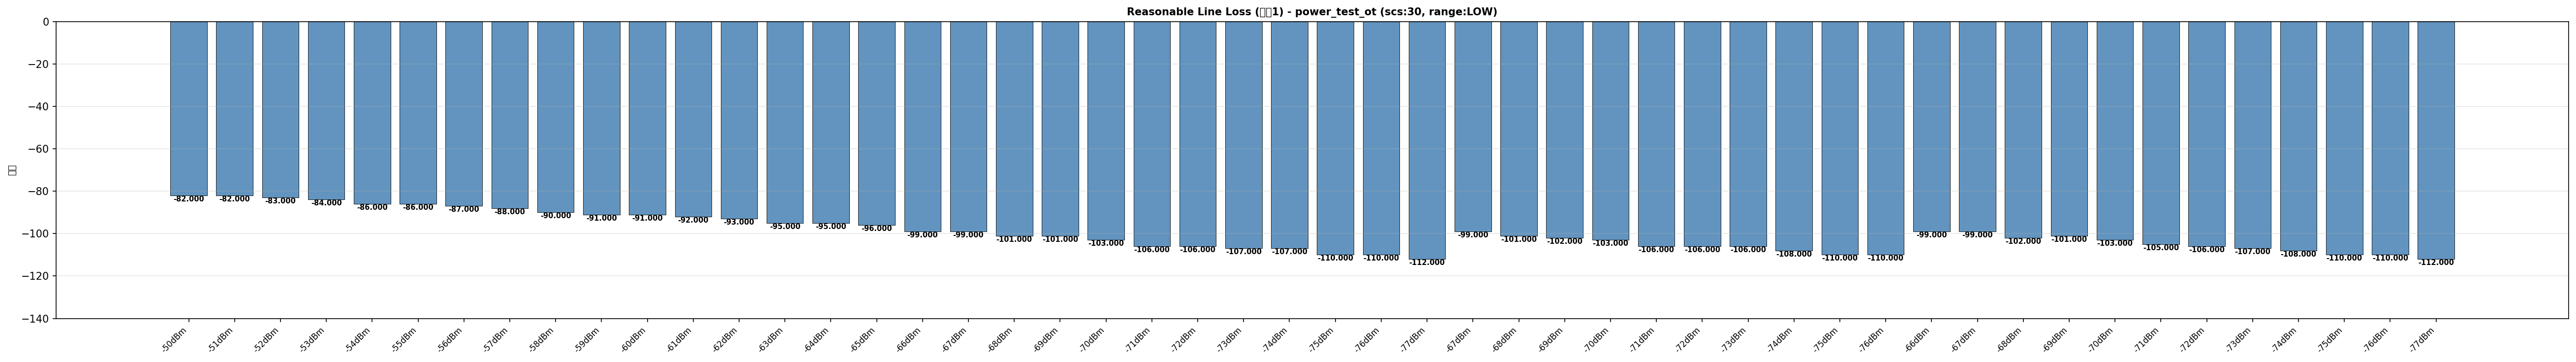 Reasonable Line Loss (1) - power_test_ot (scs:30, range:LOW)
0
−20
−40
−60
−80
−100
−120
−140
-82.000 -82.000 -83.000 -84.000 -86.000 -86.000 -87.000 -88.000 -90.000 -91.000 -91.000 -92.000 -93.000 -95.000 -95.000 -96.000 -99.000 -99.000 -101.000 -101.000 -103.000 -106.000 -106.000 -107.000 -107.000 -110.000 -110.000 -112.000 -99.000 -101.000 -102.000 -103.000 -106.000 -106.000 -106.000 -108.000 -110.000 -110.000 -99.000 -99.000 -102.000 -101.000 -103.000 -105.000 -106.000 -107.000 -108.000 -110.000 -110.000 -112.000
-50dBm -51dBm -52dBm -53dBm -54dBm -55dBm -56dBm -57dBm -58dBm -59dBm -60dBm -61dBm -62dBm -63dBm -64dBm -65dBm -66dBm -67dBm -68dBm -69dBm -70dBm -71dBm -72dBm -73dBm -74dBm -75dBm -76dBm -77dBm -67dBm -68dBm -69dBm -70dBm -71dBm -72dBm -73dBm -74dBm -75dBm -76dBm -66dBm -67dBm -68dBm -69dBm -70dBm -71dBm -72dBm -73dBm -74dBm -75dBm -76dBm -77dBm